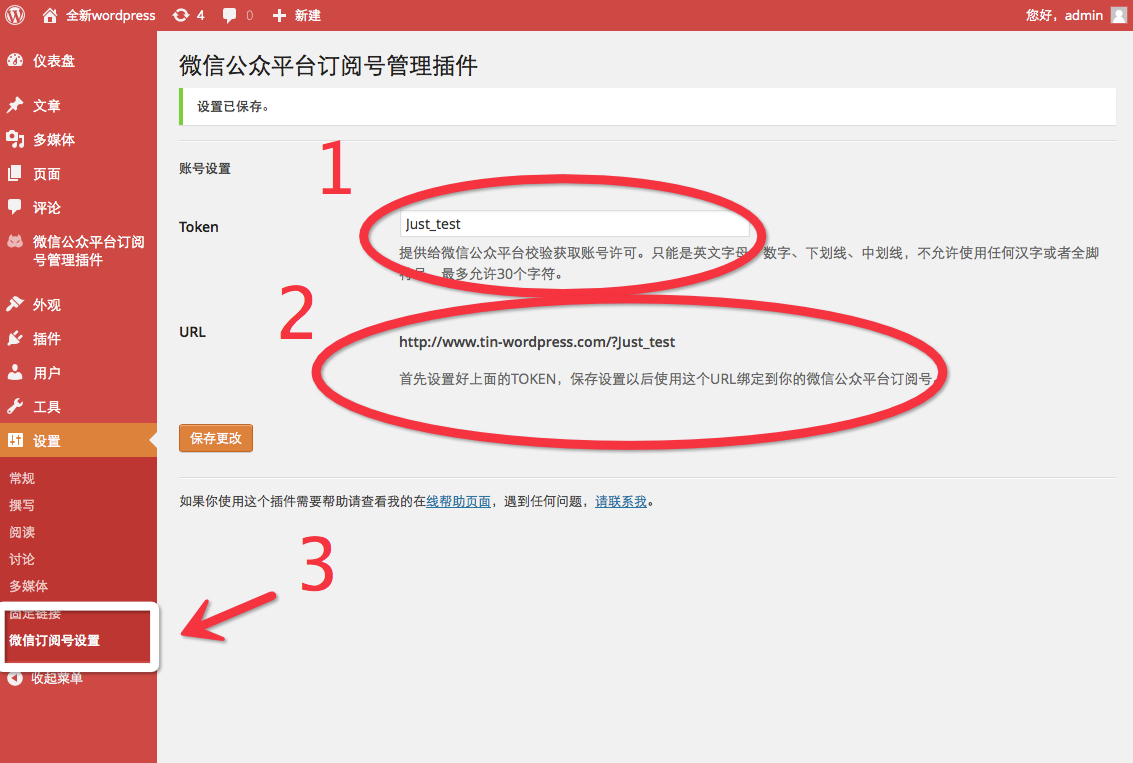 全新wordpress 4 0 新建 您好，admin
仪表盘
文章
多媒体
页面
评论
微信公众平台订阅
号管理插件
外观
插件
用户
工具
设置
常规
撰写
阅读
讨论
多媒体
固定链接
微信订阅号设置
收起菜单
微信公众平台订阅号管理插件
设置已保存。
账号设置
1
Token
Just_test
提供给微信公众平台校验获取账号许可。只能是英文字母 数字、下划线、中划线，不允许使用任何汉字或者全脚
最多允许30个字符。
2
URL
http://www.tin-wordpress.com/?Just_test
首先设置好上面的TOKEN，保存设置以后使用这个URL绑定到你的微信公众平台订阅号
保存更改
如果你使用这个插件需要帮助请查看我的在线帮助页面，遇到任何问题，请联系我。
3